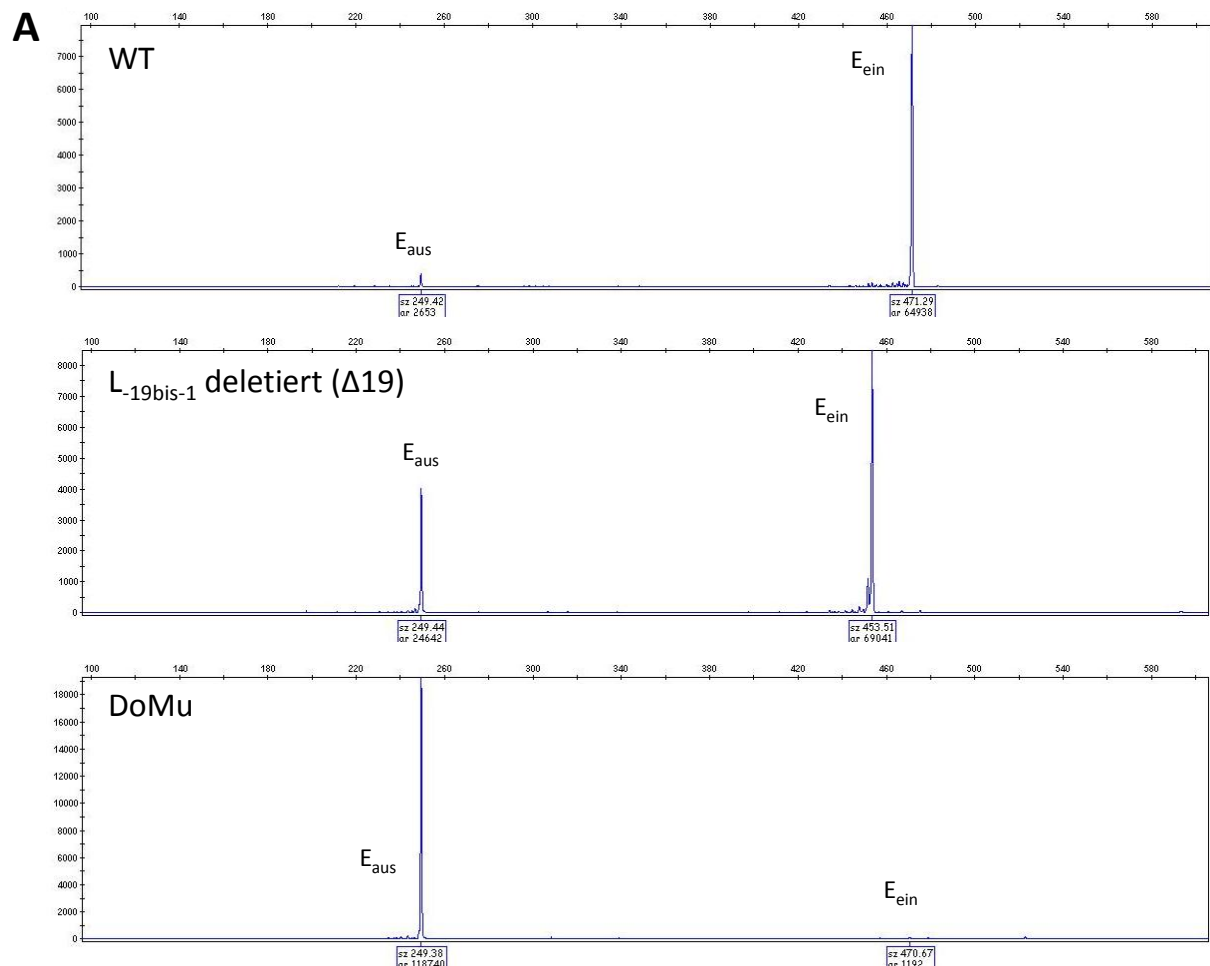 A
100 140 180 220 260 300 340 380 420 460 500 540 580
WT
E_ein
7000
6000
5000
4000
3000
2000
1000
0
E_aus
sz 249.42
ar 2653
sz 471.29
ar 64938
100 140 180 220 260 300 340 380 420 460 500 540 580
L_-19bis-1 deletiert (Δ19)
E_ein
8000
7000
6000
5000
4000
3000
2000
1000
0
E_aus
sz 249.44
ar 24642
sz 453.51
ar 69041
100 140 180 220 260 300 340 380 420 460 500 540 580
DoMu
18000
16000
14000
12000
10000
8000
6000
4000
2000
0
E_aus
E_ein
sz 249.38
ar 118740
sz 470.67
ar 1192